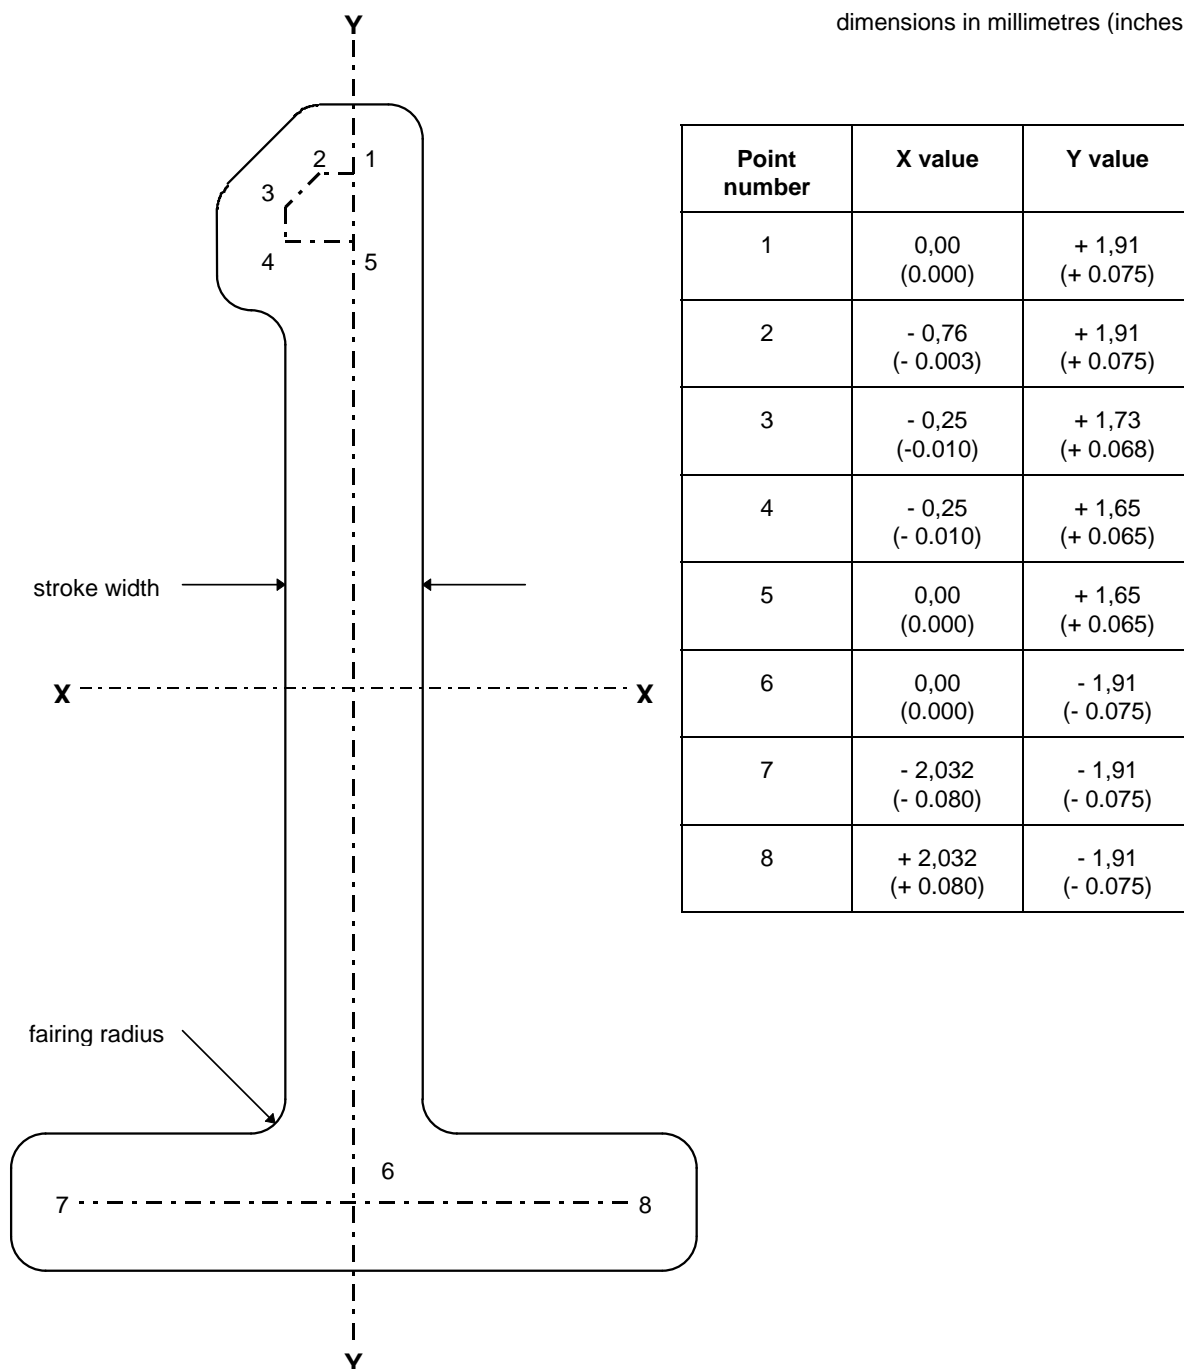 Y
dimensions in millimetres (inches
1
2
3
4
5
stroke width
X
X
fairing radius
6
7
8
Y
Point number X value Y value
1 0,00 + 1,91
(0.000) (+ 0.075)
2 - 0,76 + 1,91
(- 0.003) (+ 0.075)
3 - 0,25 + 1,73
(-0.010) (+ 0.068)
4 - 0,25 + 1,65
(- 0.010) (+ 0.065)
5 0,00 + 1,65
(0.000) (+ 0.065)
6 0,00 - 1,91
(0.000) (- 0.075)
7 - 2,032 - 1,91
(- 0.080) (- 0.075)
8 + 2,032 - 1,91
(+ 0.080) (- 0.075)